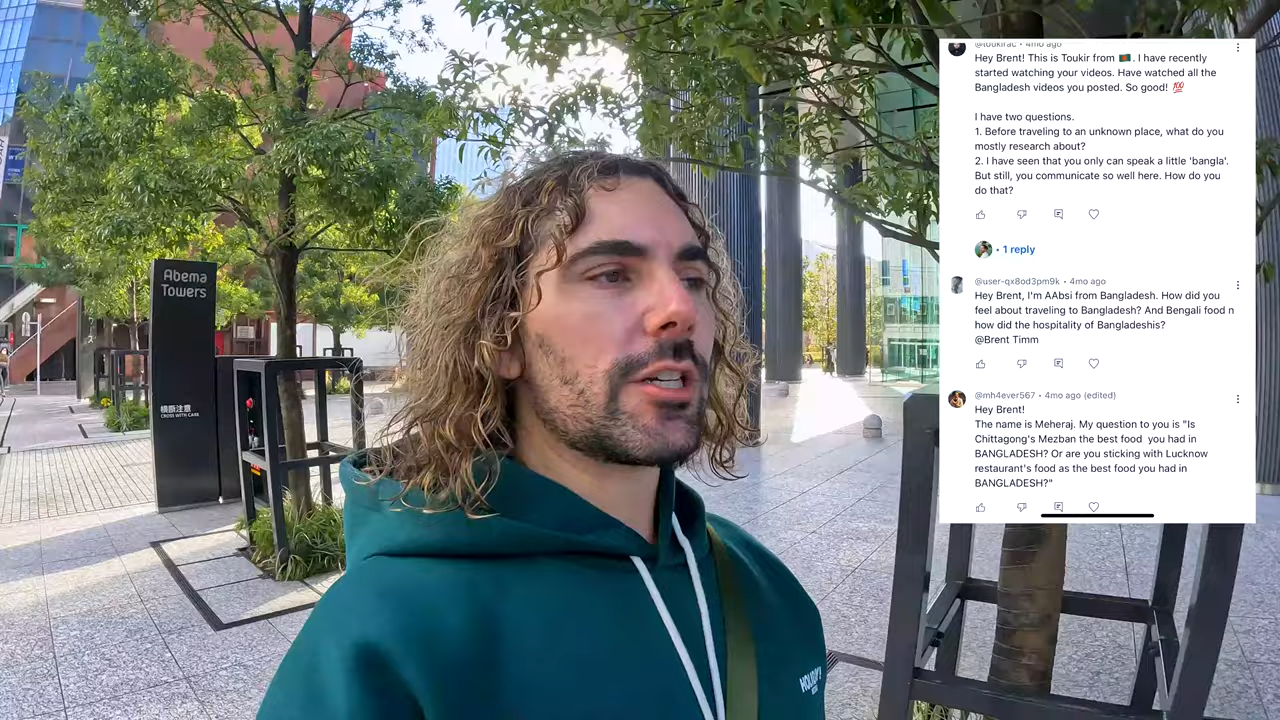 Abema
Towers
横断注意
CROSS WITH CARE
HOLIDAY!
@toukirac • 4mo ago
Hey Brent! This is Toukir from 🇧🇩. I have recently
started watching your videos. Have watched all the
Bangladesh videos you posted. So good! 💯
I have two questions.
1. Before traveling to an unknown place, what do you
mostly research about?
2. I have seen that you only can speak a little 'bangla'.
But still, you communicate so well here. How do you
do that?
• 1 reply
@user-qx8od3pm9k • 4mo ago
Hey Brent, I'm AAbsi from Bangladesh. How did you
feel about traveling to Bangladesh? And Bengali food n
how did the hospitality of Bangladeshis?
@Brent Timm
@mh4ever567 • 4mo ago (edited)
Hey Brent!
The name is Meheraj. My question to you is "Is
Chittagong's Mezban the best food you had in
BANGLADESH? Or are you sticking with Lucknow
restaurant's food as the best food you had in
BANGLADESH?"